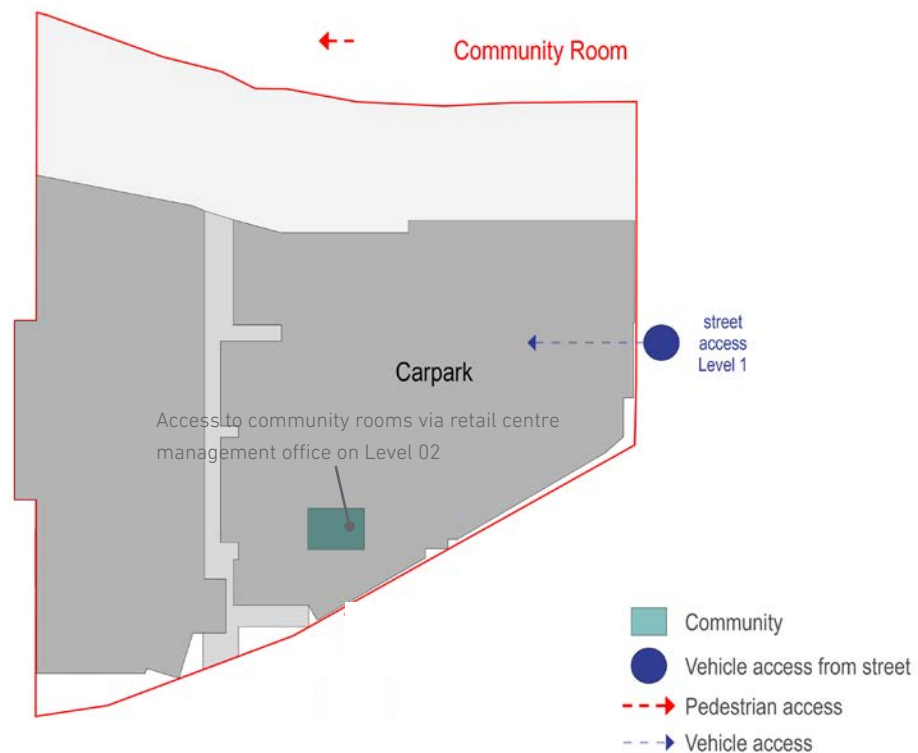 Community Room
street
access
Level 1
Carpark
Access to community rooms via retail centre
management office on Level 02
Community
Vehicle access from street
Pedestrian access
Vehicle access